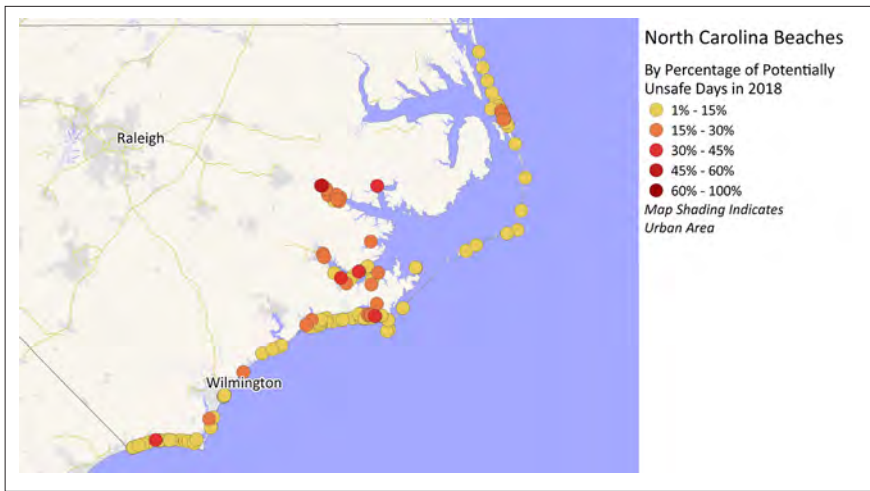 North Carolina Beaches
By Percentage of Potentially
Unsafe Days in 2018
1% - 15%
15% - 30%
30% - 45%
45% - 60%
60% - 100%
Map Shading Indicates
Urban Area
Raleigh
Wilmington